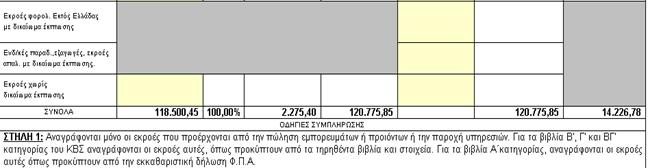 Εκροές φορολ. Εκτός Ελλάδας
με δικαίωμα έκπτωσης
Ενδ/κές παραδ.,εξαγωγές, εκροές
απαλ. με δικαίωμα έκπτωσης.
Εκροές χωρίς
δικαίωμα έκπτωσης
ΣΥΝΟΛΑ 118.500,45 100,00% 2.275,40 120.775,85 120.775,85 14.226,78
ΟΔΗΓΙΕΣ ΣΥΜΠΛΗΡΩΣΗΣ
ΣΤΗΛΗ 1: Αναγράφονται μόνο οι εκροές που προέρχονται από την πώληση εμπορευμάτων ή προιόντων ή την παροχή υπηρεσιών. Για τα βιβλία Β', Γ' και ΒΓ'
κατηγορίας του ΚΒΣ αναγράφονται οι εκροές αυτές, όπως προκύπτουν από τα τηρηθέντα βιβλία και στοιχεία. Για τα βιβλία Α΄κατηγορίας, αναγράφονται οι εκροές
αυτές όπως προκύπτουν από την εκκαθαριστική δήλωση Φ.Π.Α.